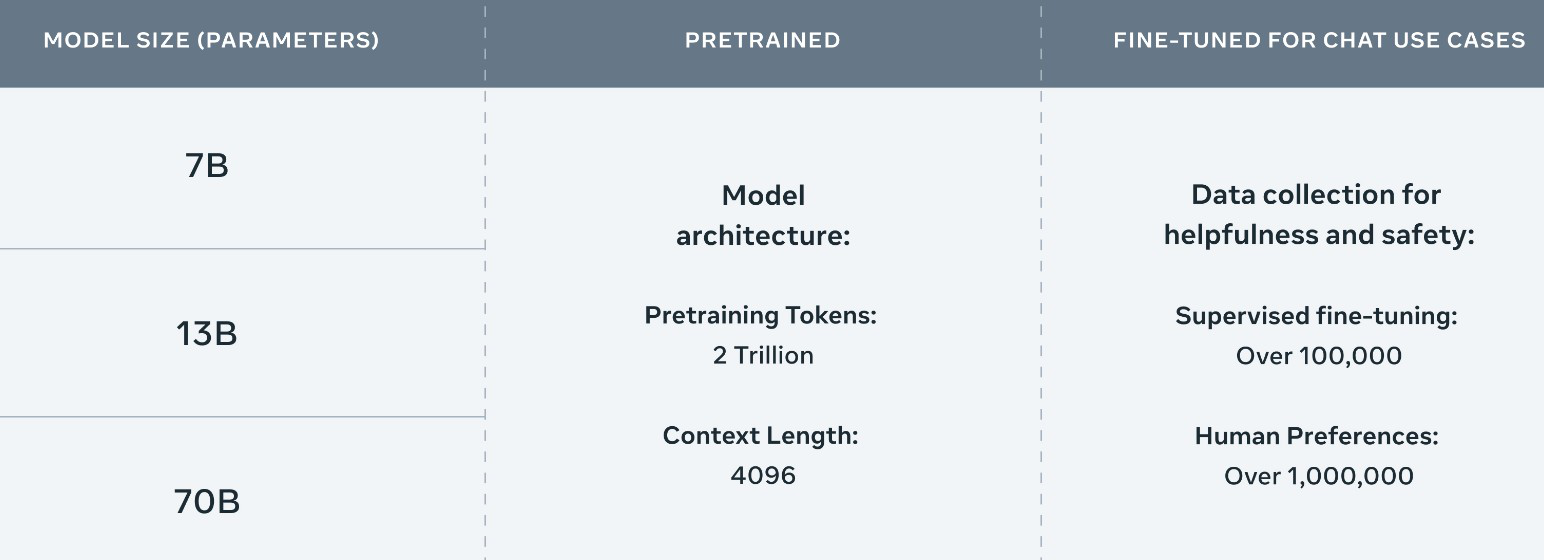 MODEL SIZE (PARAMETERS)
PRETRAINED
FINE-TUNED FOR CHAT USE CASES
7B
13B
70B
Model
architecture:
Pretraining Tokens:
2 Trillion
Context Length:
4096
Data collection for
helpfulness and safety:
Supervised fine-tuning:
Over 100,000
Human Preferences:
Over 1,000,000